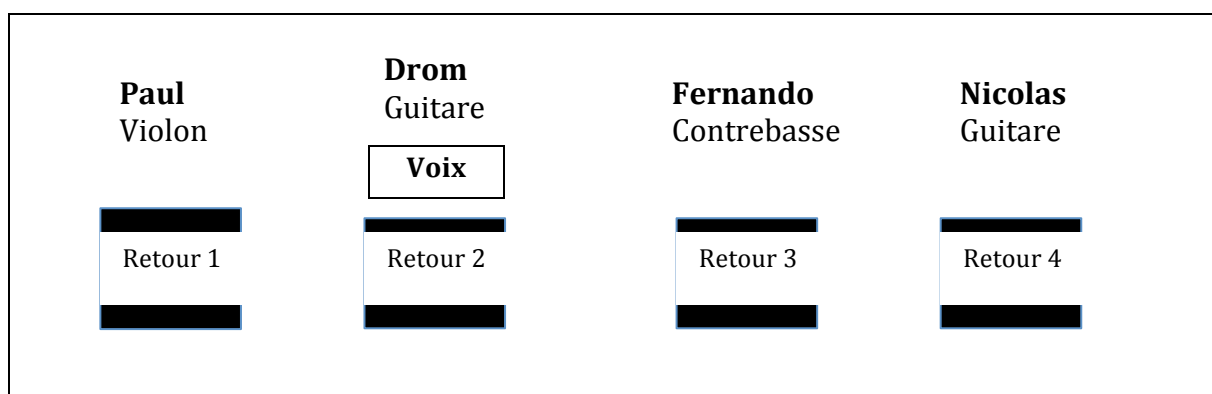 Paul
Violon
Drom
Guitare
Voix
Fernando
Contrebasse
Nicolas
Guitare
Retour 1
Retour 2
Retour 3
Retour 4